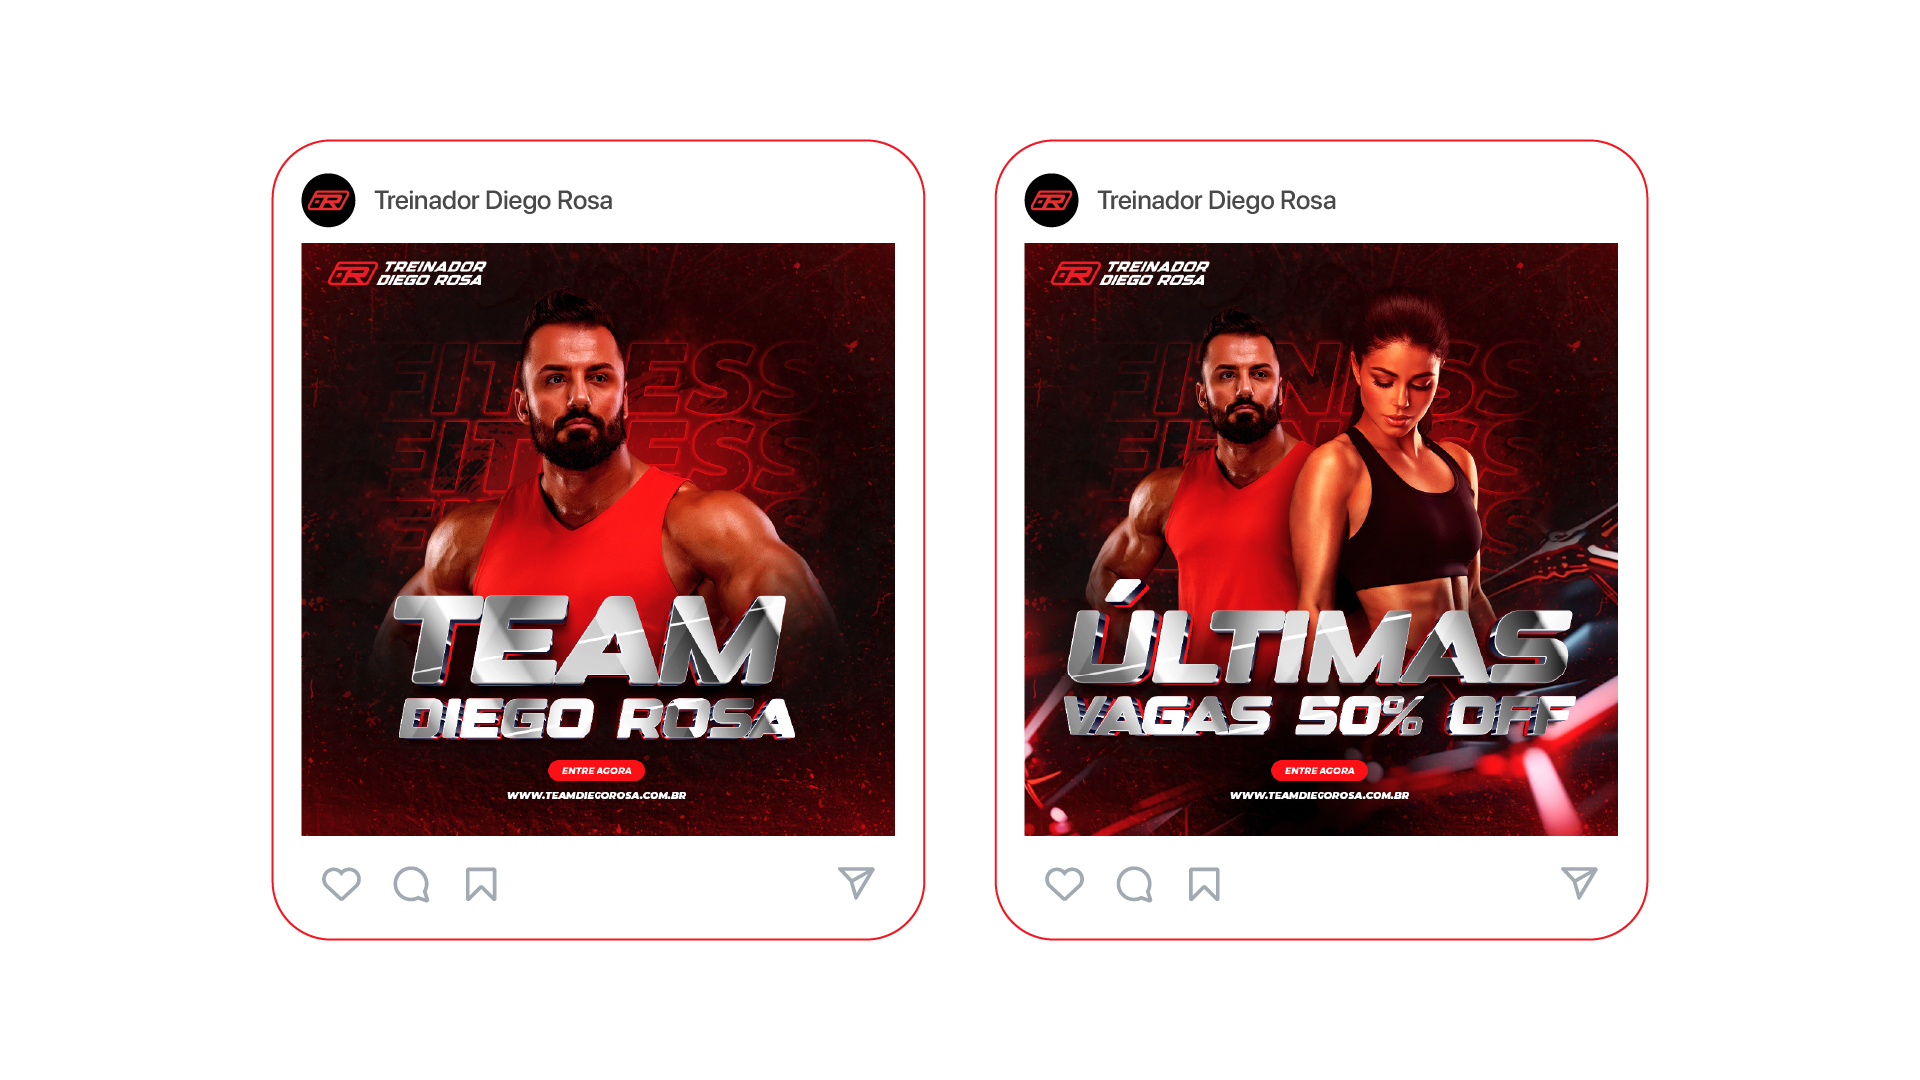 Treinador Diego Rosa
TREINADOR
DIEGO ROSA
FITNESS
FITNESS
TEAM
DIEGO ROSA
ENTRE AGORA
WWW.TEAMDIEGOROSA.COM.BR
Treinador Diego Rosa
TREINADOR
DIEGO ROSA
FITNESS
FITNESS
ÚLTIMAS
VAGAS 50% OFF
ENTRE AGORA
WWW.TEAMDIEGOROSA.COM.BR